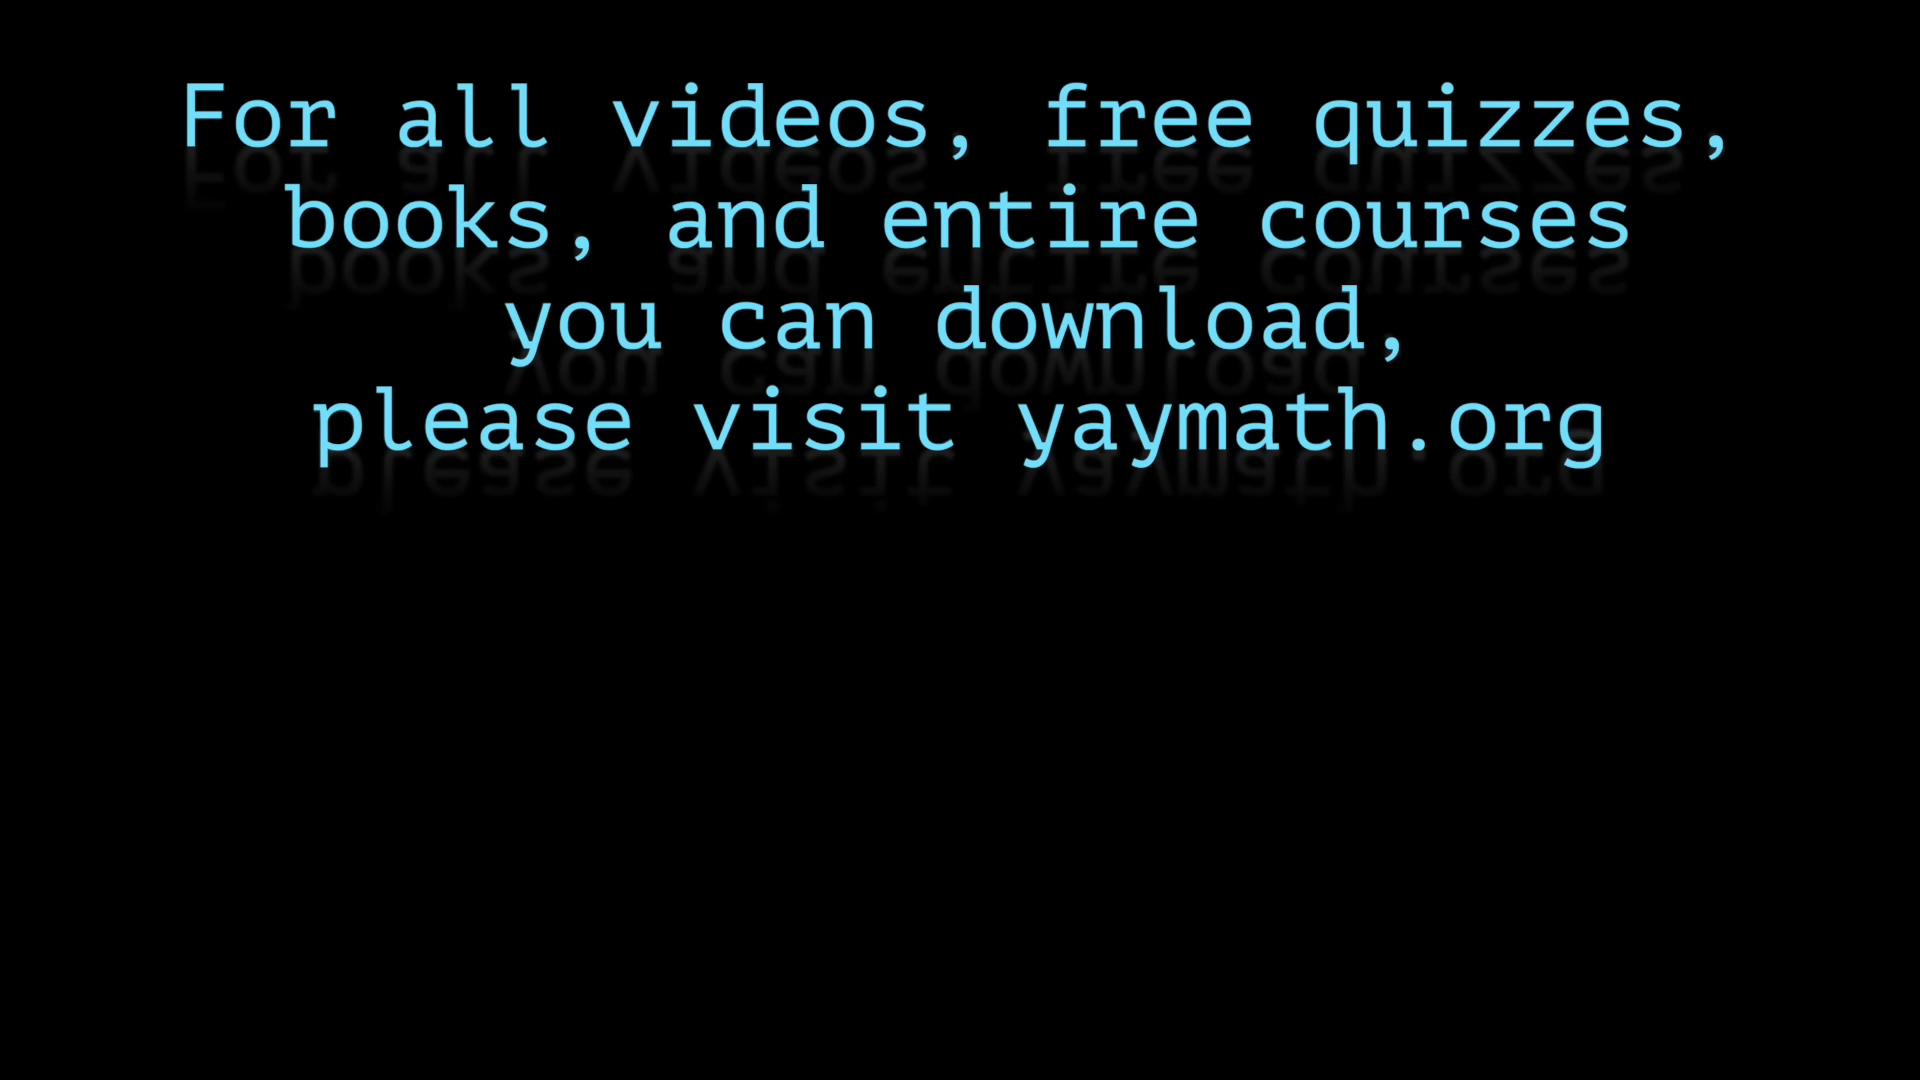 For all videos, free quizzes,
books, and entire courses
you can download,
please visit yaymath.org